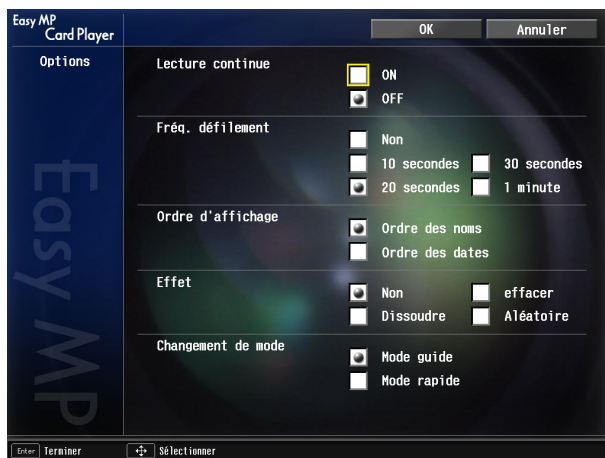 Easy MP
Card Player
OK
Annuler
Options
Lecture continue
ON
OFF
Fréq. défilement
Non
10 secondes
30 secondes
20 secondes
1 minute
Ordre d'affichage
Ordre des noms
Ordre des dates
Effet
Non
effacer
Dissoudre
Aléatoire
Changement de mode
Mode guide
Mode rapide
Easy MP
Enter Terminer
Sélectionner